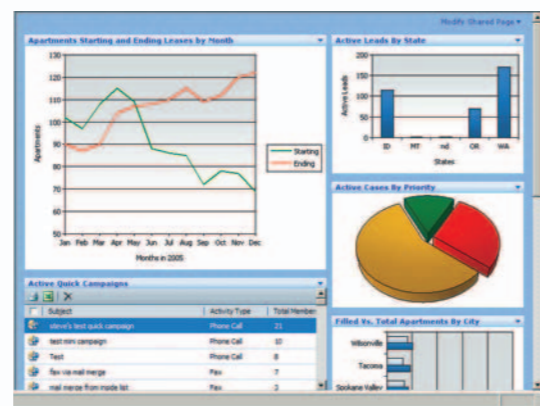 Modify Shared Page
Apartments Starting and Ending Leases by Month
130
120
110
100
90
80
70
60
50
Apartments
Jan Feb Mar Apr May Jun Jul Aug Sep Oct Nov Dec
Months in 2005
Starting
Ending
Active Leads By State
200
150
100
50
0
Active Leads
ID MT nd OR WA
States
Active Cases By Priority
Active Quick Campaigns
Subject Activity Type Total Member
steve's test quick campaign Phone Call 21
test mini campaign Phone Call 10
Test Phone Call 8
fax via mail merge Fax 7
mail merge from inside list Fax 3
Filled Vs. Total Apartments By City
Wilsonville
Tacoma
Spokane Valley